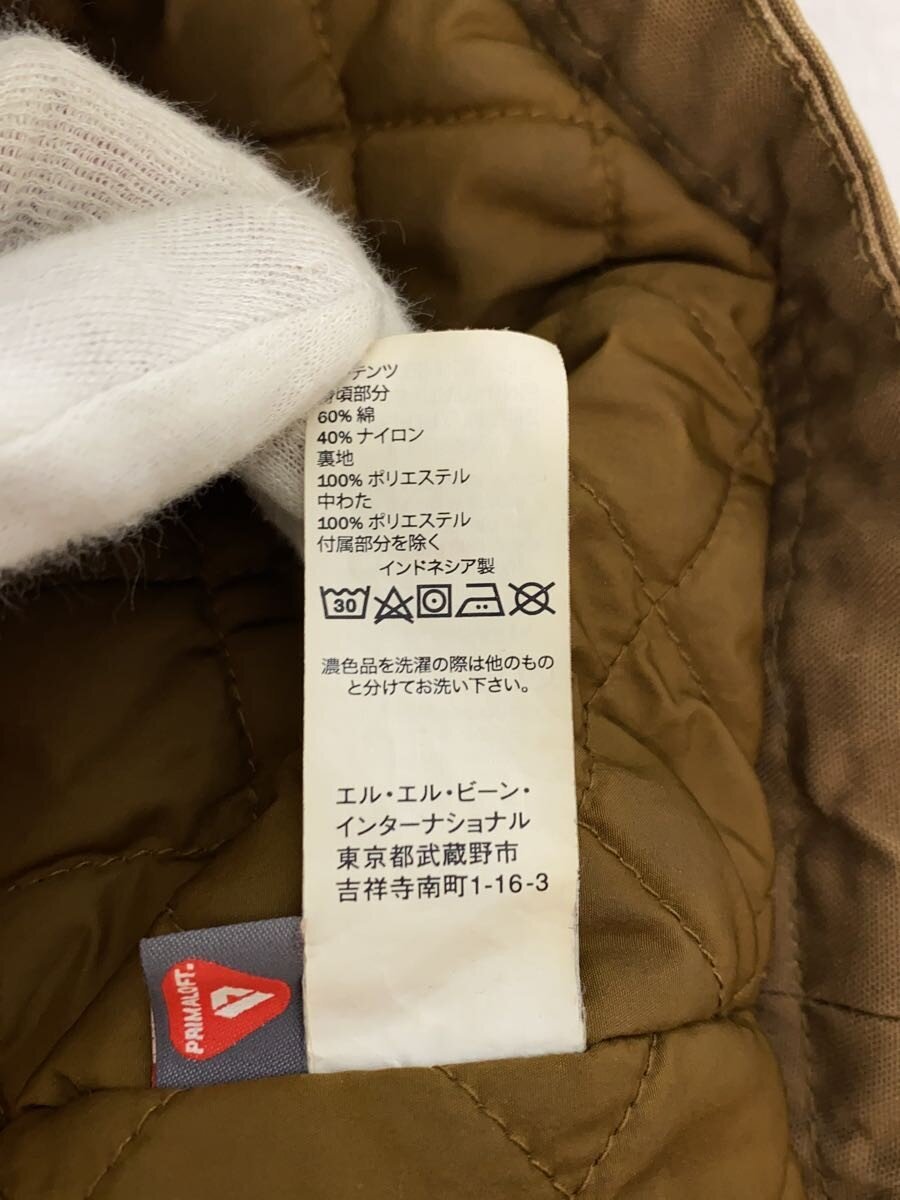 テンツ
身頃部分
60% 綿
40% ナイロン
裏地
100% ポリエステル
中わた
100% ポリエステル
付属部分を除く
インドネシア製
30
濃色品を洗濯の際は他のもの
と分けてお洗い下さい。
エル・エル・ビーン・
インターナショナル
東京都武蔵野市
吉祥寺南町1-16-3
PRIMALOFT